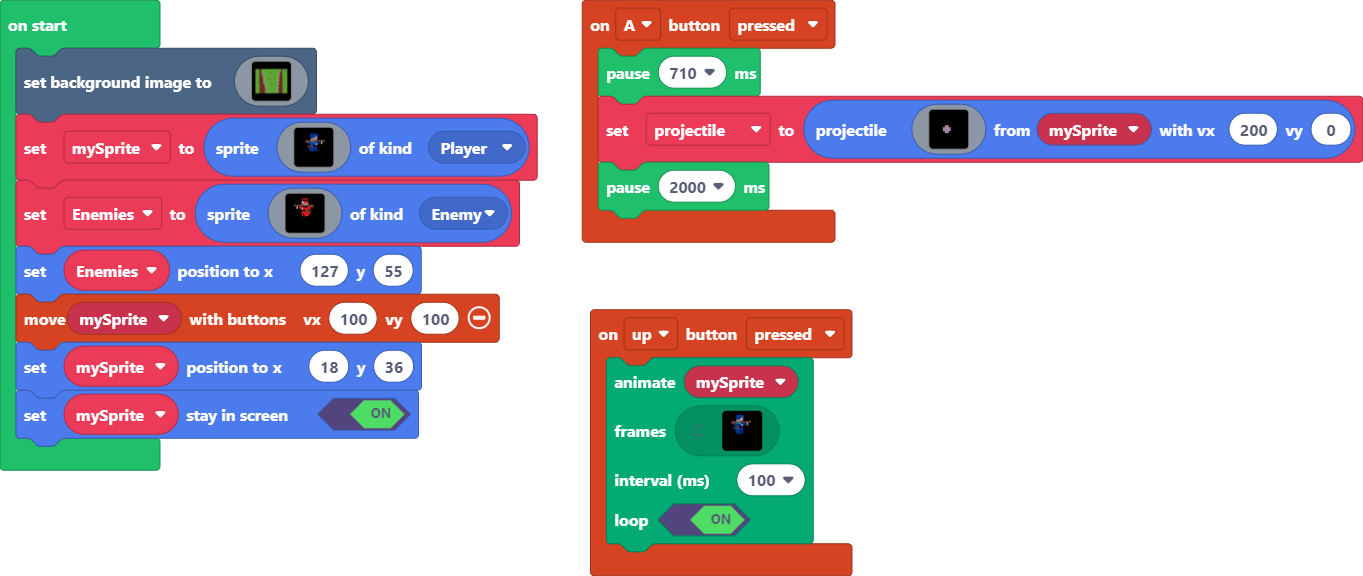 on start
set background image to
set mySprite to sprite of kind Player
set Enemies to sprite of kind Enemy
set Enemies position to x 127 y 55
move mySprite with buttons vx 100 vy 100
set mySprite position to x 18 y 36
set mySprite stay in screen ON
on A button pressed
pause 710 ms
set projectile to projectile from mySprite with vx 200 vy 0
pause 2000 ms
on up button pressed
animate mySprite
frames
interval (ms) 100
loop ON